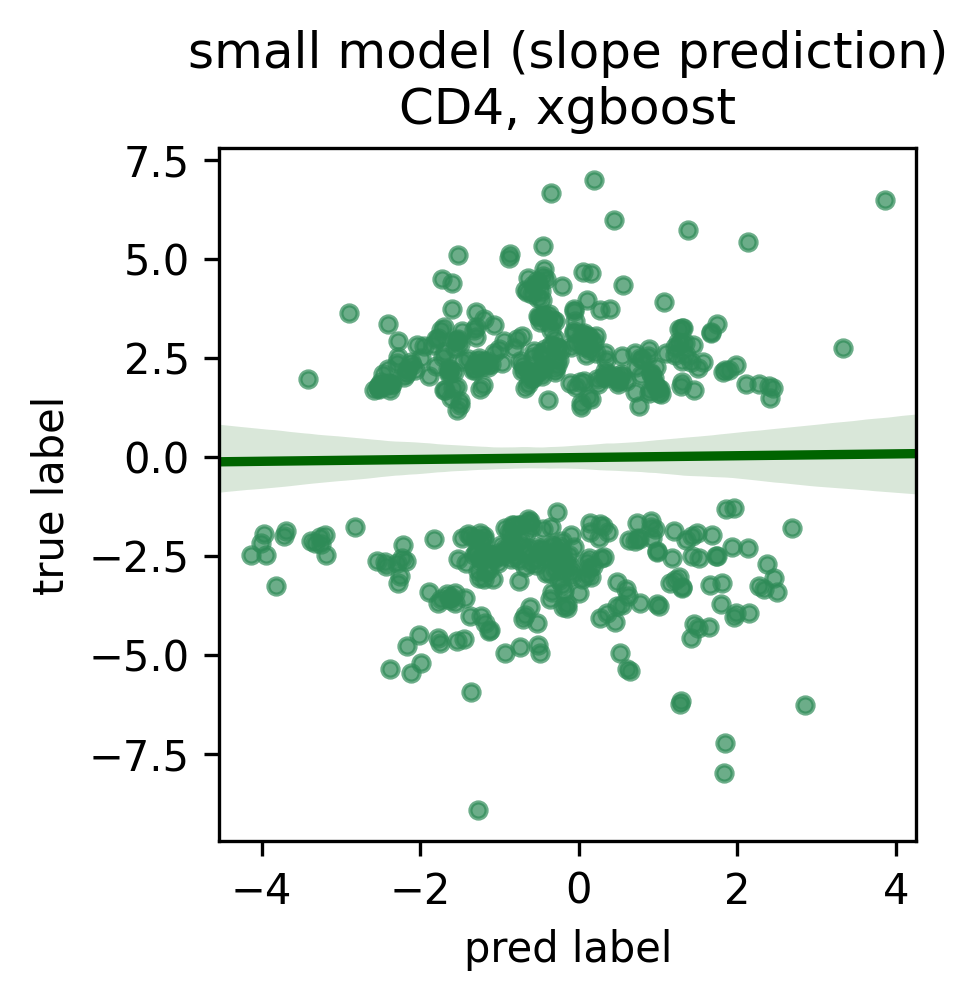 small model (slope prediction)
CD4, xgboost
7.5
5.0
2.5
0.0
−2.5
−5.0
−7.5
true label
−4 −2 0 2 4
pred label